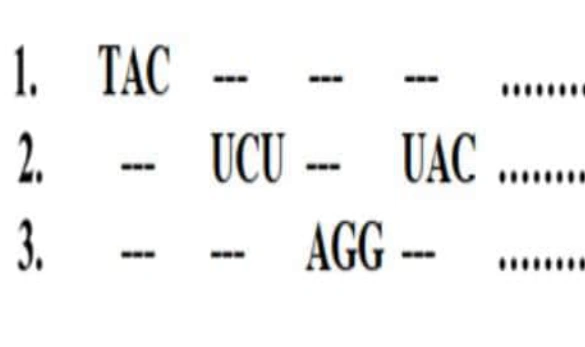 1. TAC --- --- --- ........
2. --- UCU --- UAC ........
3. --- --- AGG --- ........